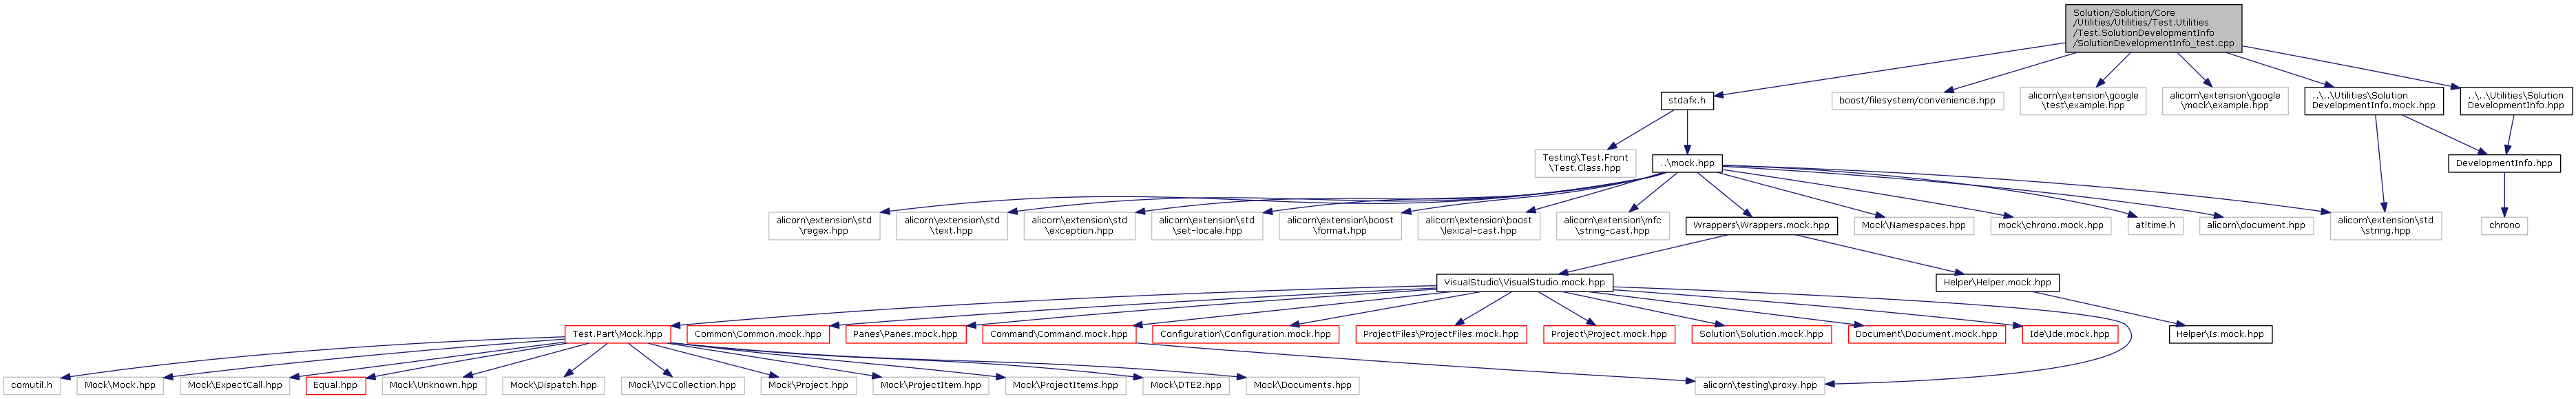 Solution/Solution/Core
/Utilities/Utilities/Test.Utilities
/Test.SolutionDevelopmentInfo
/SolutionDevelopmentInfo_test.cpp
stdafx.h
boost/filesystem/convenience.hpp
alicorn\extension\google
\test\example.hpp
alicorn\extension\google
\mock\example.hpp
..\..\Utilities\Solution
DevelopmentInfo.mock.hpp
..\..\Utilities\Solution
DevelopmentInfo.hpp
Testing\Test.Front
\Test.Class.hpp
..\mock.hpp
DevelopmentInfo.hpp
alicorn\extension\std
\regex.hpp
alicorn\extension\std
\text.hpp
alicorn\extension\std
\exception.hpp
alicorn\extension\std
\set-locale.hpp
alicorn\extension\boost
\format.hpp
alicorn\extension\boost
\lexical-cast.hpp
alicorn\extension\mfc
\string-cast.hpp
Wrappers\Wrappers.mock.hpp
Mock\Namespaces.hpp
mock\chrono.mock.hpp
atltime.h
alicorn\document.hpp
alicorn\extension\std
\string.hpp
chrono
VisualStudio\VisualStudio.mock.hpp
Helper\Helper.mock.hpp
Test.Part\Mock.hpp
Common\Common.mock.hpp
Panes\Panes.mock.hpp
Command\Command.mock.hpp
Configuration\Configuration.mock.hpp
ProjectFiles\ProjectFiles.mock.hpp
Project\Project.mock.hpp
Solution\Solution.mock.hpp
Document\Document.mock.hpp
Ide\Ide.mock.hpp
Helper\Is.mock.hpp
comutil.h
Mock\Mock.hpp
Mock\ExpectCall.hpp
Equal.hpp
Mock\Unknown.hpp
Mock\Dispatch.hpp
Mock\IVCCollection.hpp
Mock\Project.hpp
Mock\ProjectItem.hpp
Mock\ProjectItems.hpp
Mock\DTE2.hpp
Mock\Documents.hpp
alicorn\testing\proxy.hpp